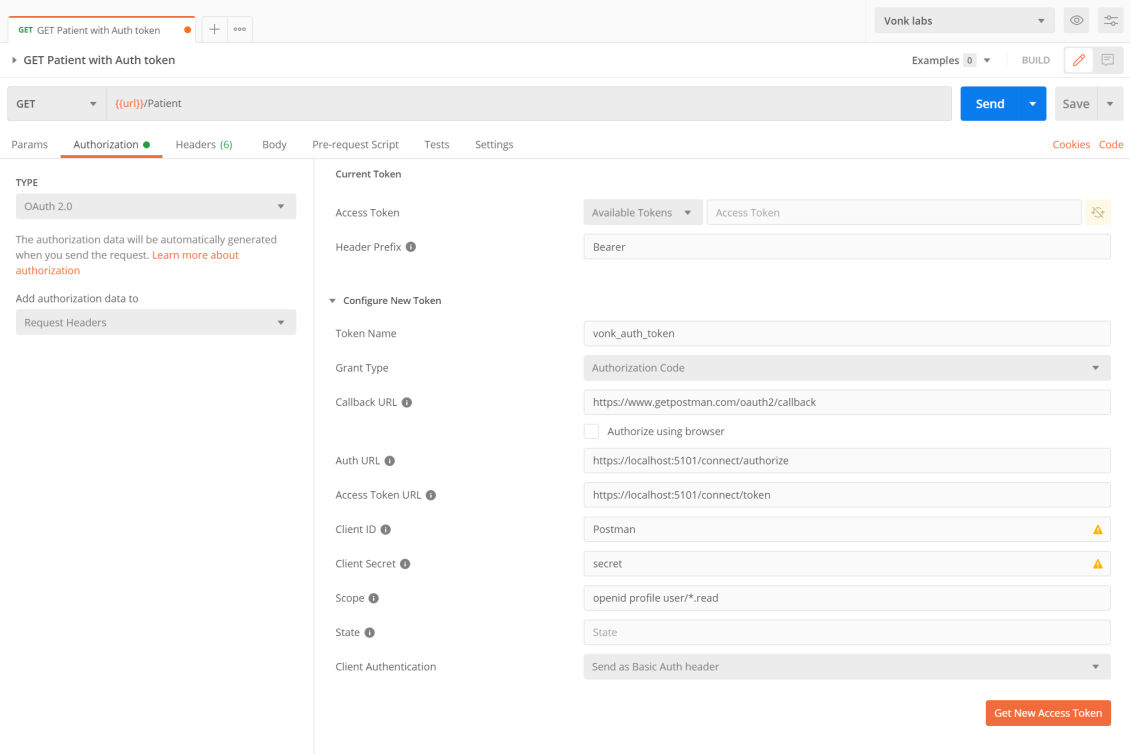 GET GET Patient with Auth token
Vonk labs
GET Patient with Auth token
Examples 0
BUILD
GET
{{url}}/Patient
Send
Save
Params
Authorization
Headers (6)
Body
Pre-request Script
Tests
Settings
Cookies
Code
TYPE
OAuth 2.0
The authorization data will be automatically generated
when you send the request. Learn more about
authorization
Add authorization data to
Request Headers
Current Token
Access Token
Available Tokens
Access Token
Header Prefix
Bearer
Configure New Token
Token Name
vonk_auth_token
Grant Type
Authorization Code
Callback URL
https://www.getpostman.com/oauth2/callback
Authorize using browser
Auth URL
https://localhost:5101/connect/authorize
Access Token URL
https://localhost:5101/connect/token
Client ID
Postman
Client Secret
secret
Scope
openid profile user/*.read
State
State
Client Authentication
Send as Basic Auth header
Get New Access Token